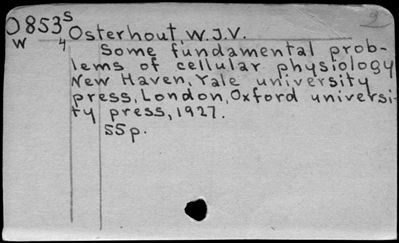 O853S Osterhout, W.J.V.
W 4 Some fundamental prob-
lems of cellular physiology
New Haven, Yale university
press, London, Oxford universi-
ty press, 1927.
55p.